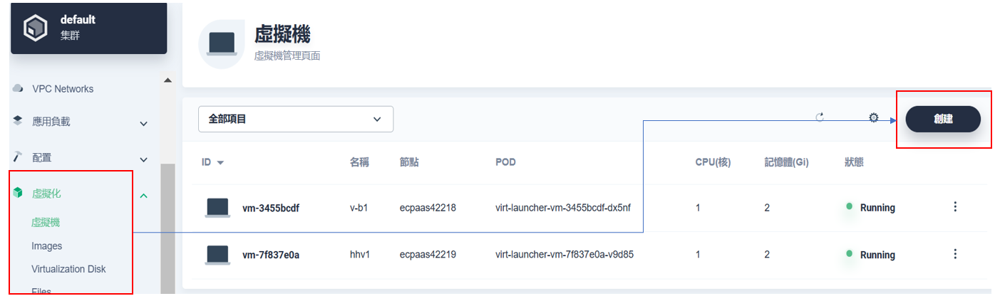 default
集群
VPC Networks
應用負載
配置
虛擬化
虛擬機
Images
Virtualization Disk
Files
虛擬機
虛擬機管理頁面
全部項目
創建
ID 名稱 節點 POD CPU(核) 記憶體(Gi) 狀態
vm-3455bcdf v-b1 ecpaas42218 virt-launcher-vm-3455bcdf-dx5nf 1 2 Running
vm-7f837e0a hhv1 ecpaas42219 virt-launcher-vm-7f837e0a-v9d85 1 2 Running